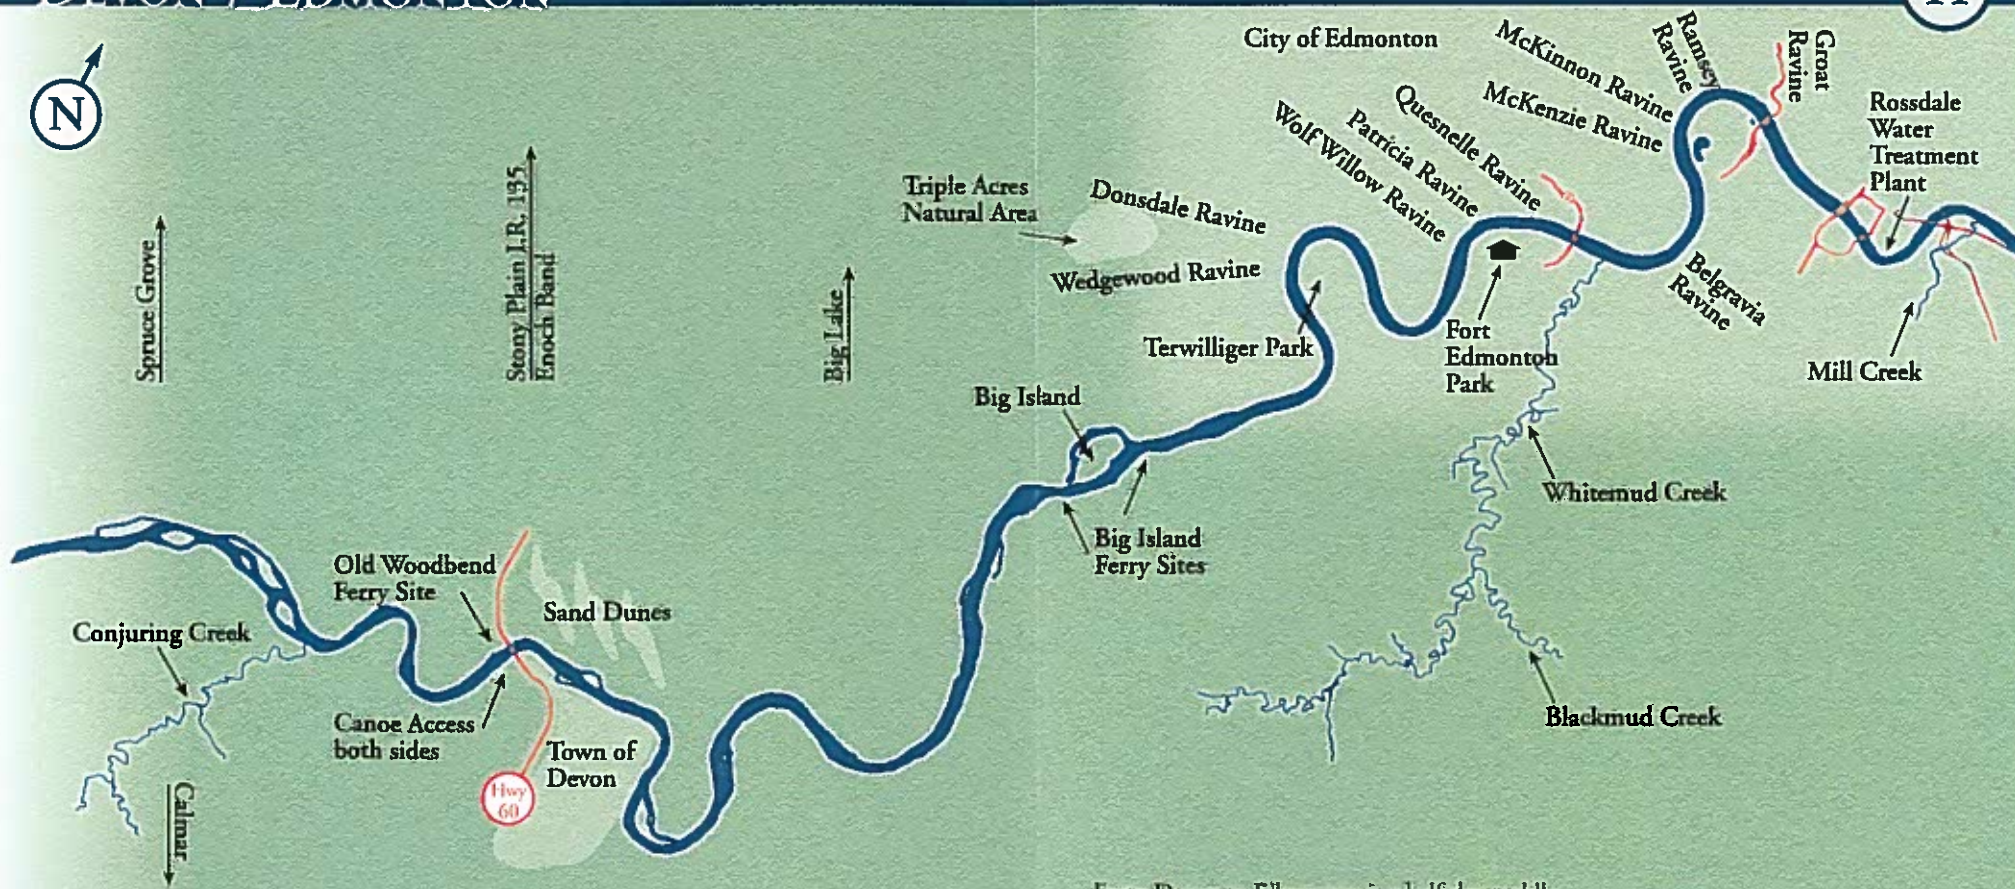 DEVON / EDMONTON
N
City of Edmonton
McKinnon Ravine
Ramsey
Ravine
Groat
Ravine
McKenzie Ravine
Quesnelle Ravine
Patricia Ravine
Wolf Willow Ravine
Rossdale
Water
Treatment
Plant
Triple Acres
Natural Area
Donsdale Ravine
Wedgewood Ravine
Spruce Grove
Stony Plain I.R. 135
Enoch Band
Big Lake
Terwilliger Park
Fort
Edmonton
Park
Belgravia
Ravine
Mill Creek
Big Island
Whitemud Creek
Big Island
Ferry Sites
Old Woodbend
Ferry Site
Sand Dunes
Conjuring Creek
Canoe Access
both sides
Town of
Devon
Hwy
60
Blackmud Creek
Calmar